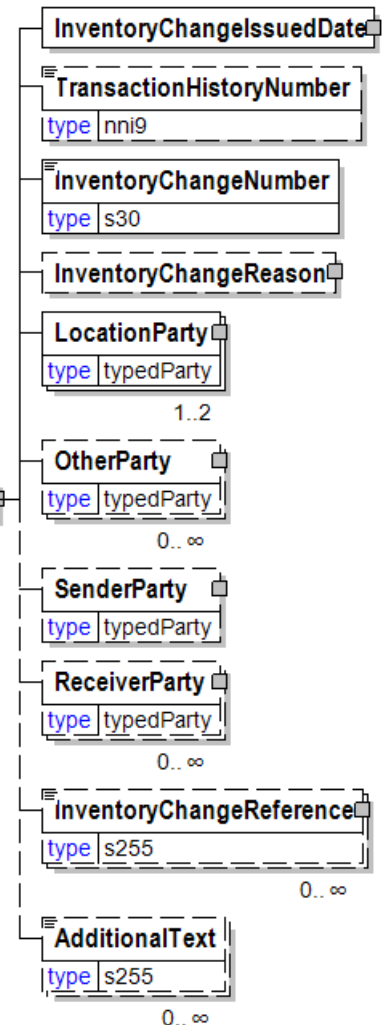 InventoryChangeIssuedDate
TransactionHistoryNumber
type nni9
InventoryChangeNumber
type s30
InventoryChangeReason
LocationParty
type typedParty
1..2
OtherParty
type typedParty
0.. ∞
SenderParty
type typedParty
ReceiverParty
type typedParty
0.. ∞
InventoryChangeReference
type s255
0.. ∞
AdditionalText
type s255
0.. ∞